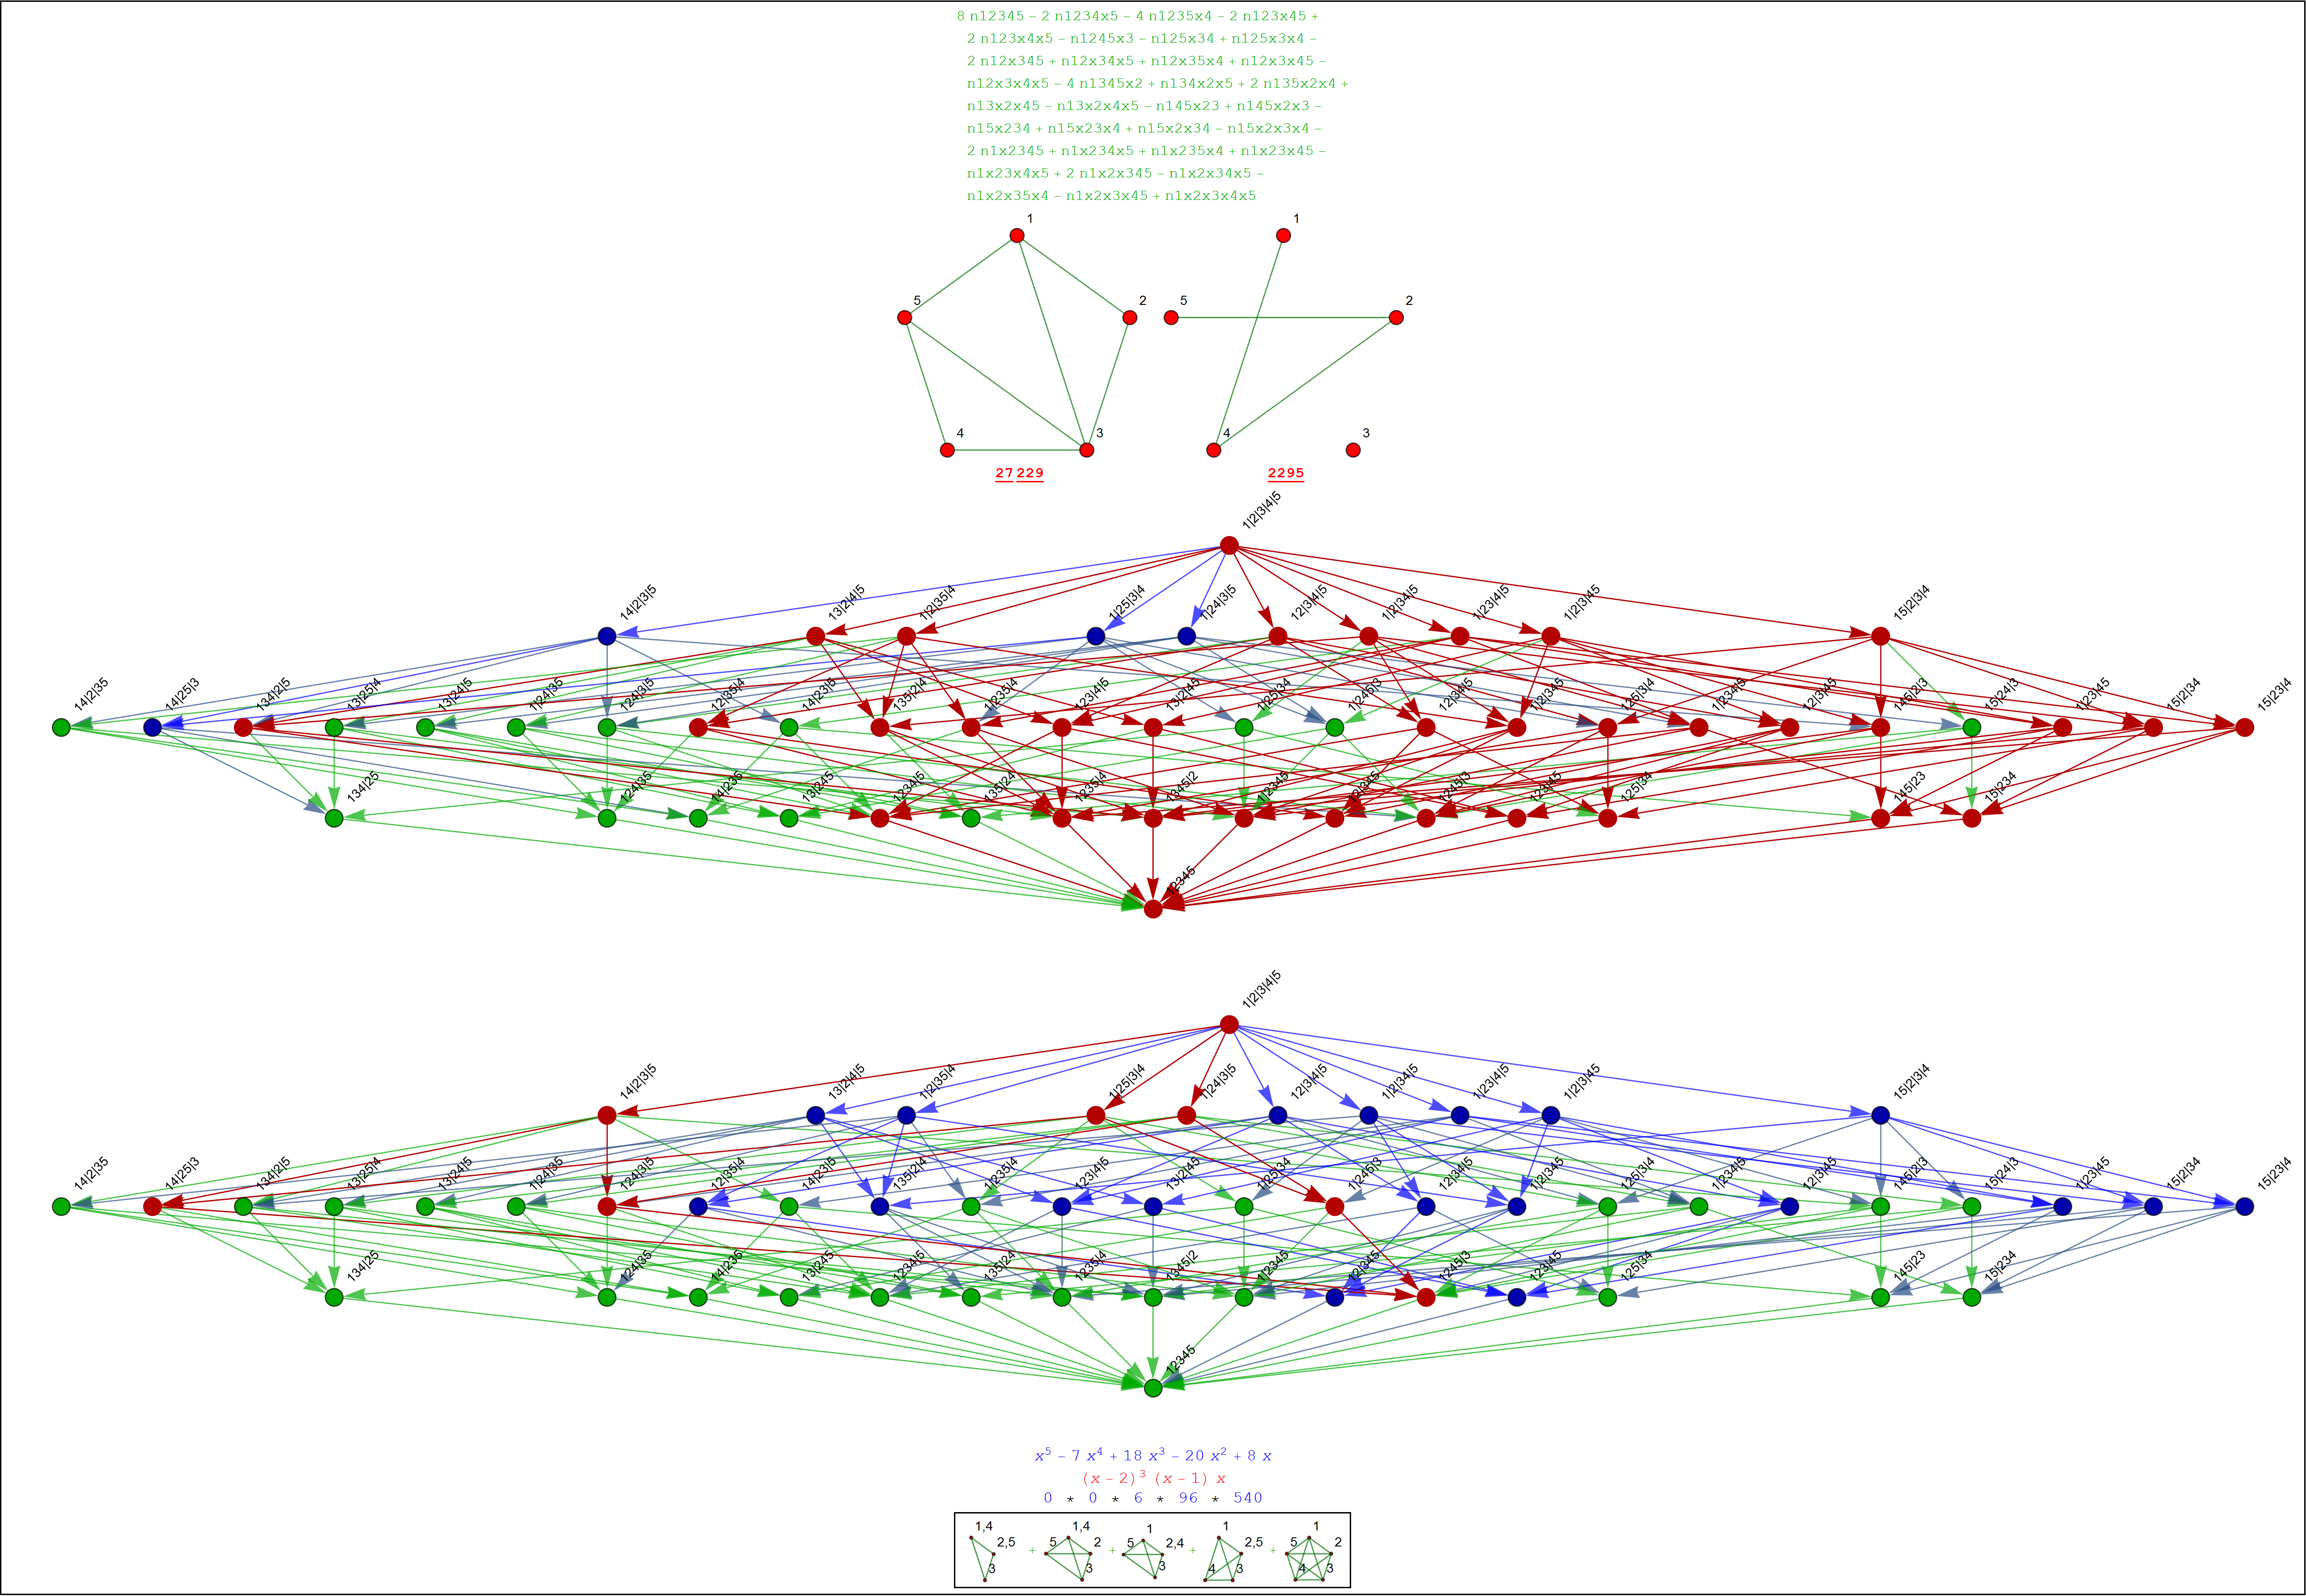 8 n12345 − 2 n1234x5 − 4 n1235x4 − 2 n123x45 +
2 n123x4x5 − n1245x3 − n125x34 + n125x3x4 −
2 n12x345 + n12x34x5 + n12x35x4 + n12x3x45 −
n12x3x4x5 − 4 n1345x2 + n134x2x5 + 2 n135x2x4 +
n13x2x45 − n13x2x4x5 − n145x23 + n145x2x3 −
n15x234 + n15x23x4 + n15x2x34 − n15x2x3x4 −
2 n1x2345 + n1x234x5 + n1x235x4 + n1x23x45 −
n1x23x4x5 + 2 n1x2x345 − n1x2x34x5 −
n1x2x35x4 − n1x2x3x45 + n1x2x3x4x5
1 1
5 2 5 2
4 3 4 3
27 229 2295
1|2|3|4|5
14|2|3|5 13|2|4|5 1|2|35|4 1|25|3|4 1|24|3|5 12|3|4|5 1|2|34|5 1|23|4|5 1|2|3|45 15|2|3|4
14|2|35 14|25|3 134|2|5 13|25|4 13|24|5 1|24|35 124|3|5 12|35|4 14|23|5 135|2|4 1|235|4 123|4|5 13|2|45 1|25|34 1|245|3 12|34|5 1|2|345 125|3|4 1|234|5 12|3|45 145|2|3 15|24|3 1|23|45 15|2|34 15|23|4
134|25 124|35 14|235 13|245 1234|5 135|24 1235|4 1345|2 1|2345 12|345 1245|3 123|45 125|34 145|23 15|234
12345
1|2|3|4|5
14|2|3|5 13|2|4|5 1|2|35|4 1|25|3|4 1|24|3|5 12|3|4|5 1|2|34|5 1|23|4|5 1|2|3|45 15|2|3|4
14|2|35 14|25|3 134|2|5 13|25|4 13|24|5 1|24|35 124|3|5 12|35|4 14|23|5 135|2|4 1|235|4 123|4|5 13|2|45 1|25|34 1|245|3 12|34|5 1|2|345 125|3|4 1|234|5 12|3|45 145|2|3 15|24|3 1|23|45 15|2|34 15|23|4
134|25 124|35 14|235 13|245 1234|5 135|24 1235|4 1345|2 1|2345 12|345 1245|3 123|45 125|34 145|23 15|234
12345
x⁵ − 7 x⁴ + 18 x³ − 20 x² + 8 x
(x − 2)³ (x − 1) x
0 * 0 * 6 * 96 * 540
1,4 1,4 1 1 1
2,5 + 5 2 + 5 2,4 + 2,5 + 5 2
3 3 3 4 3 4 3